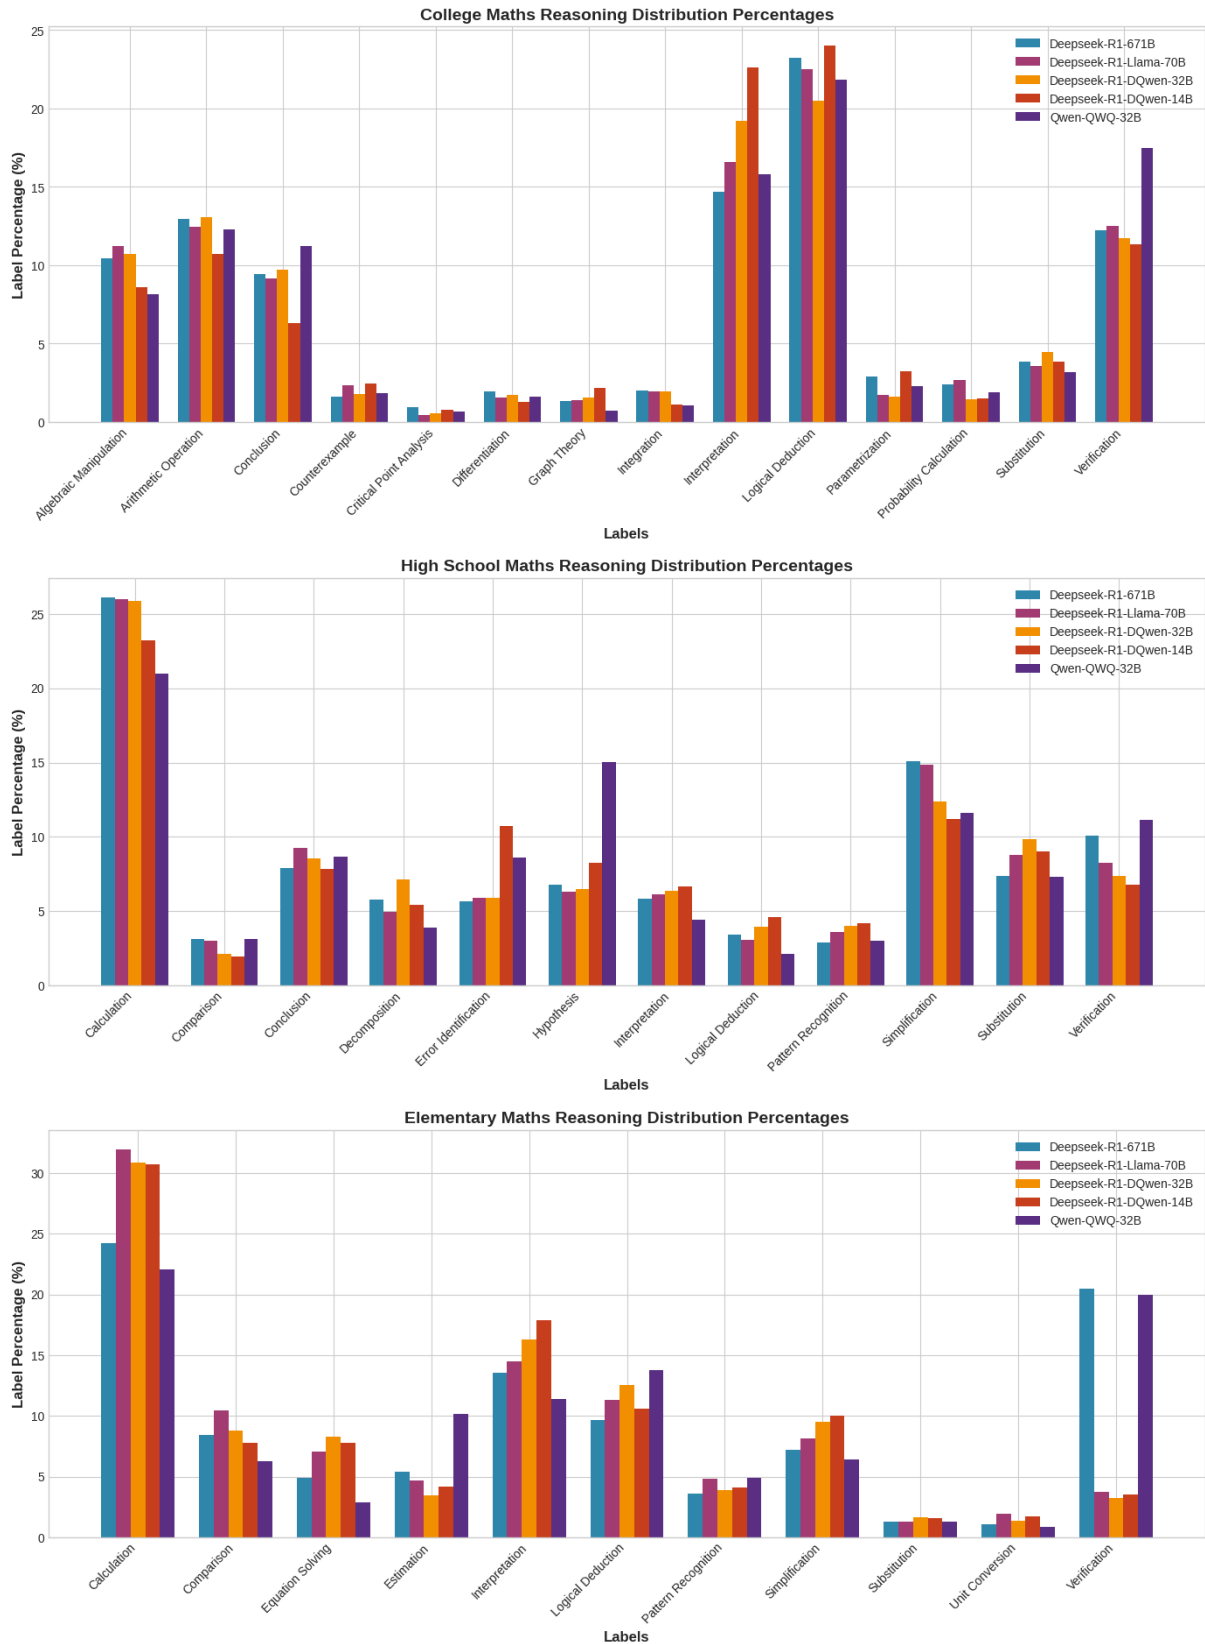 College Maths Reasoning Distribution Percentages
25
20
15
10
5
0
Label Percentage (%)
Deepseek-R1-671B
Deepseek-R1-Llama-70B
Deepseek-R1-DQwen-32B
Deepseek-R1-DQwen-14B
Qwen-QWQ-32B
Algebraic Manipulation
Arithmetic Operation
Conclusion
Counterexample
Critical Point Analysis
Differentiation
Graph Theory
Integration
Interpretation
Logical Deduction
Parametrization
Probability Calculation
Substitution
Verification
Labels
High School Maths Reasoning Distribution Percentages
25
20
15
10
5
0
Label Percentage (%)
Deepseek-R1-671B
Deepseek-R1-Llama-70B
Deepseek-R1-DQwen-32B
Deepseek-R1-DQwen-14B
Qwen-QWQ-32B
Calculation
Comparison
Conclusion
Decomposition
Error Identification
Hypothesis
Interpretation
Logical Deduction
Pattern Recognition
Simplification
Substitution
Verification
Labels
Elementary Maths Reasoning Distribution Percentages
30
25
20
15
10
5
0
Label Percentage (%)
Deepseek-R1-671B
Deepseek-R1-Llama-70B
Deepseek-R1-DQwen-32B
Deepseek-R1-DQwen-14B
Qwen-QWQ-32B
Calculation
Comparison
Equation Solving
Estimation
Interpretation
Logical Deduction
Pattern Recognition
Simplification
Substitution
Unit Conversion
Verification
Labels